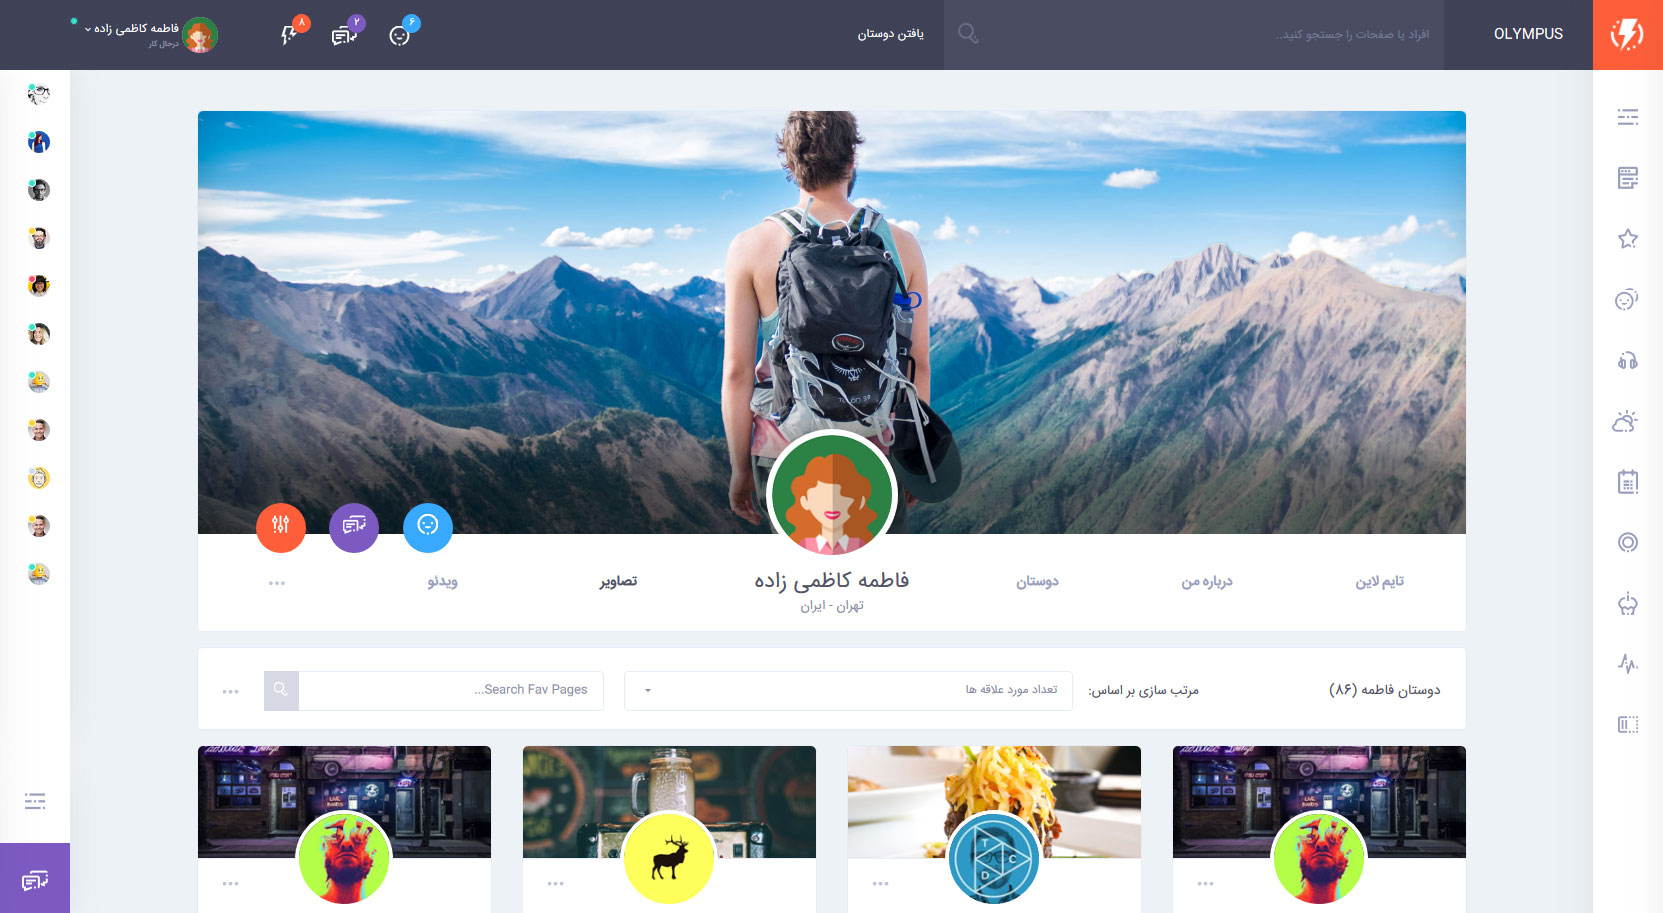 OLYMPUS
افراد یا صفحات را جستجو کنید..
یافتن دوستان
۶
۲
۸
فاطمه کاظمی زاده
درحال کار
تایم لاین
درباره من
دوستان
فاطمه کاظمی زاده
تهران - ایران
تصاویر
ویدئو
دوستان فاطمه (۸۶)
مرتب سازی بر اساس:
تعداد مورد علاقه ها
Search Fav Pages...
T C D